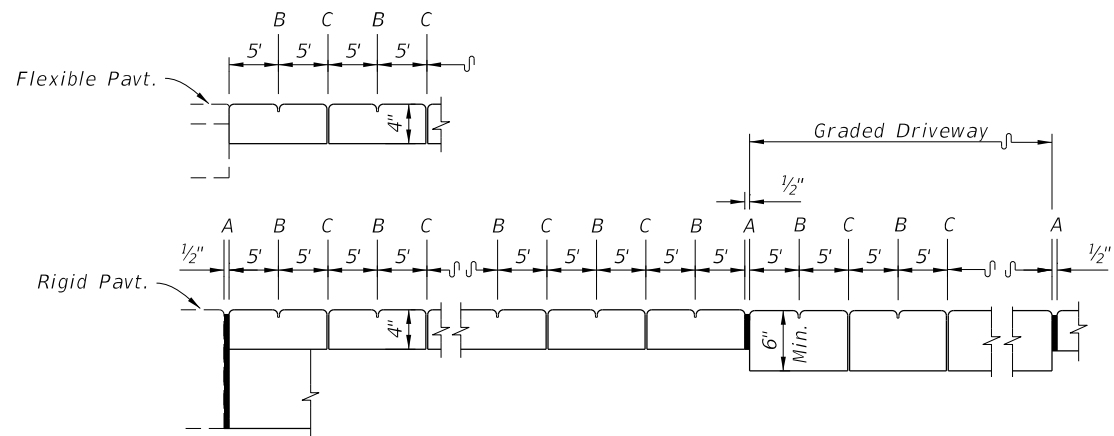 B C B C
5' 5' 5' 5'
Flexible Pavt.
4"
Graded Driveway
½"
A B C B C B C B C B A B C B C A
½" 5' 5' 5' 5' 5' 5' 5' 5' 5' 5' 5' 5' 5' ½"
Rigid Pavt.
4"
6"
Min.